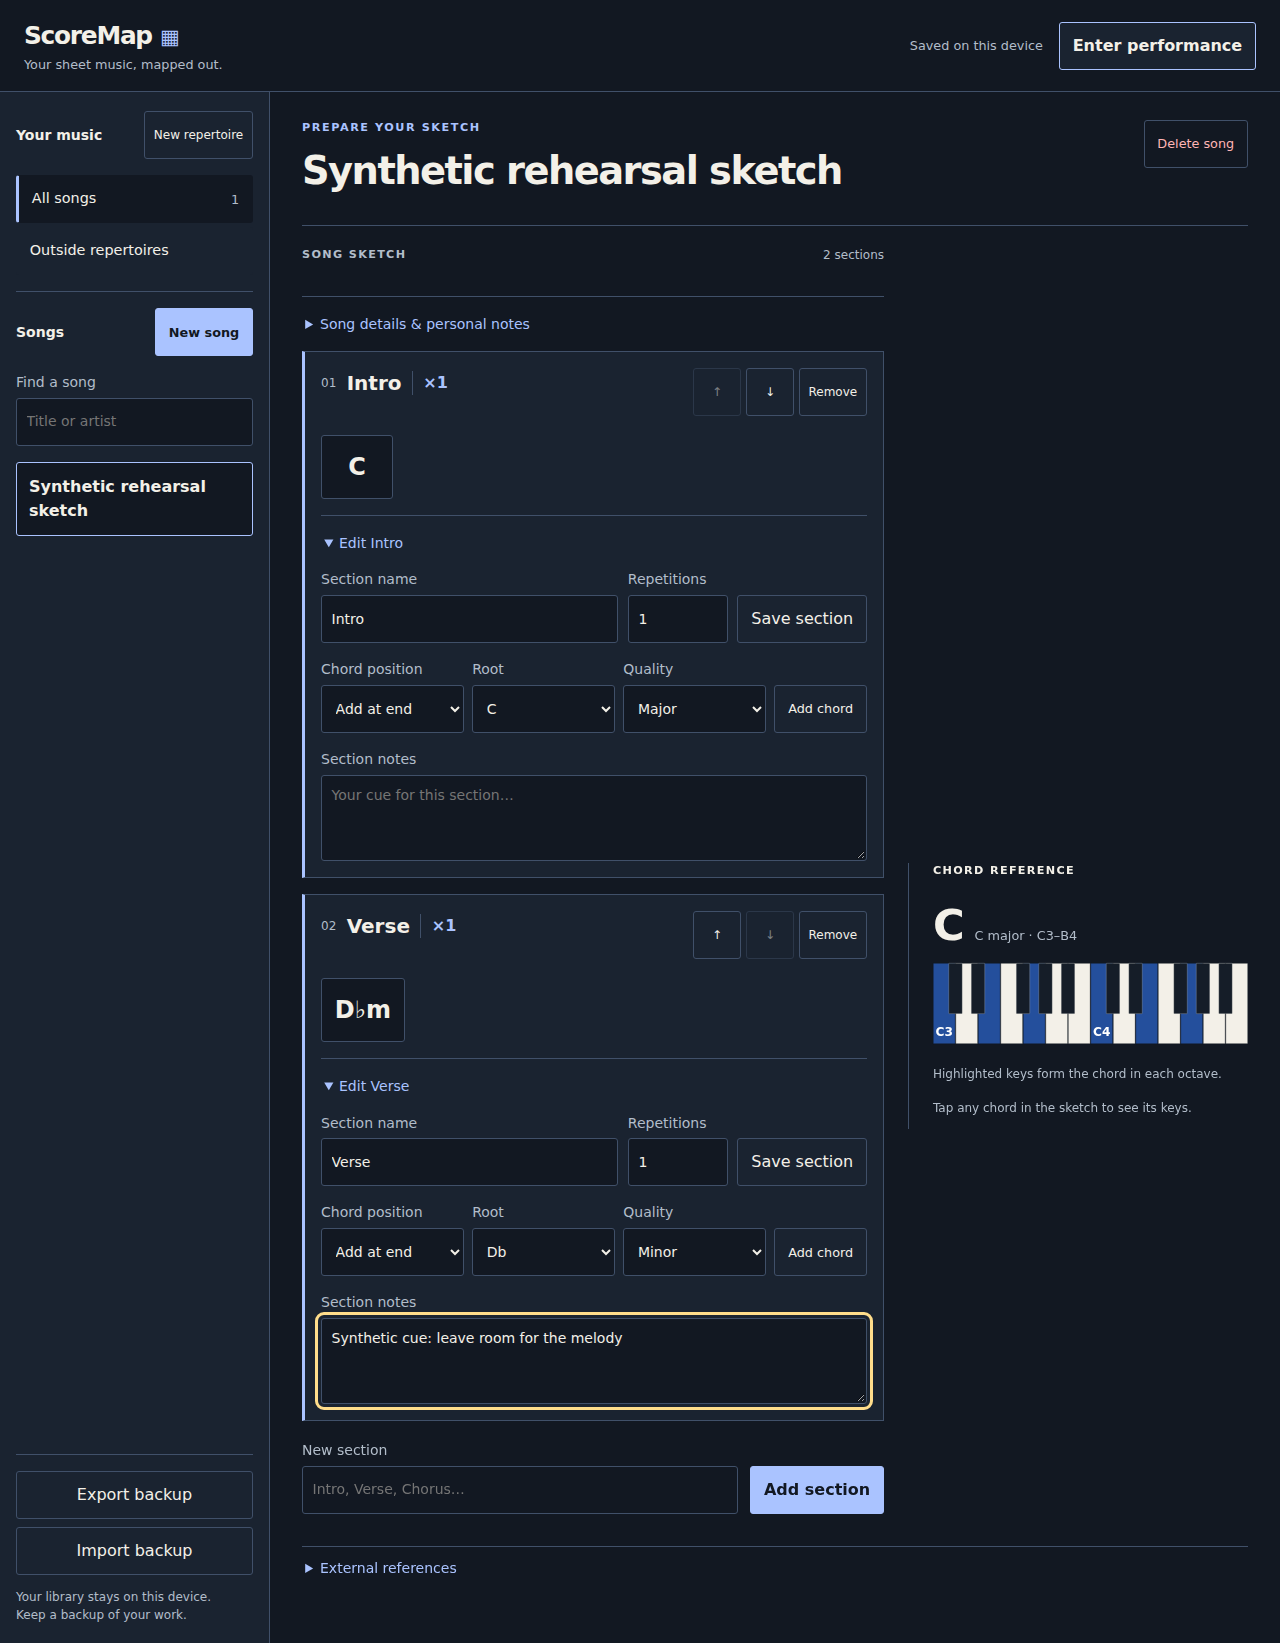 ScoreMap ▦
Your sheet music, mapped out.
Saved on this device
Enter performance
Your music
New repertoire
All songs
1
Outside repertoires
Songs
New song
Find a song
Title or artist
Synthetic rehearsal
sketch
Export backup
Import backup
Your library stays on this device.
Keep a backup of your work.
PREPARE YOUR SKETCH
Synthetic rehearsal sketch
Delete song
SONG SKETCH
2 sections
▶ Song details & personal notes
01 Intro ×1
↑
↓
Remove
C
▼ Edit Intro
Section name
Repetitions
Intro
1
Save section
Chord position
Root
Quality
Add at end
C
Major
Add chord
Section notes
Your cue for this section…
02 Verse ×1
↑
↓
Remove
D♭m
▼ Edit Verse
Section name
Repetitions
Verse
1
Save section
Chord position
Root
Quality
Add at end
Db
Minor
Add chord
Section notes
Synthetic cue: leave room for the melody
New section
Intro, Verse, Chorus…
Add section
▶ External references
CHORD REFERENCE
C C major · C3–B4
C3
C4
Highlighted keys form the chord in each octave.
Tap any chord in the sketch to see its keys.